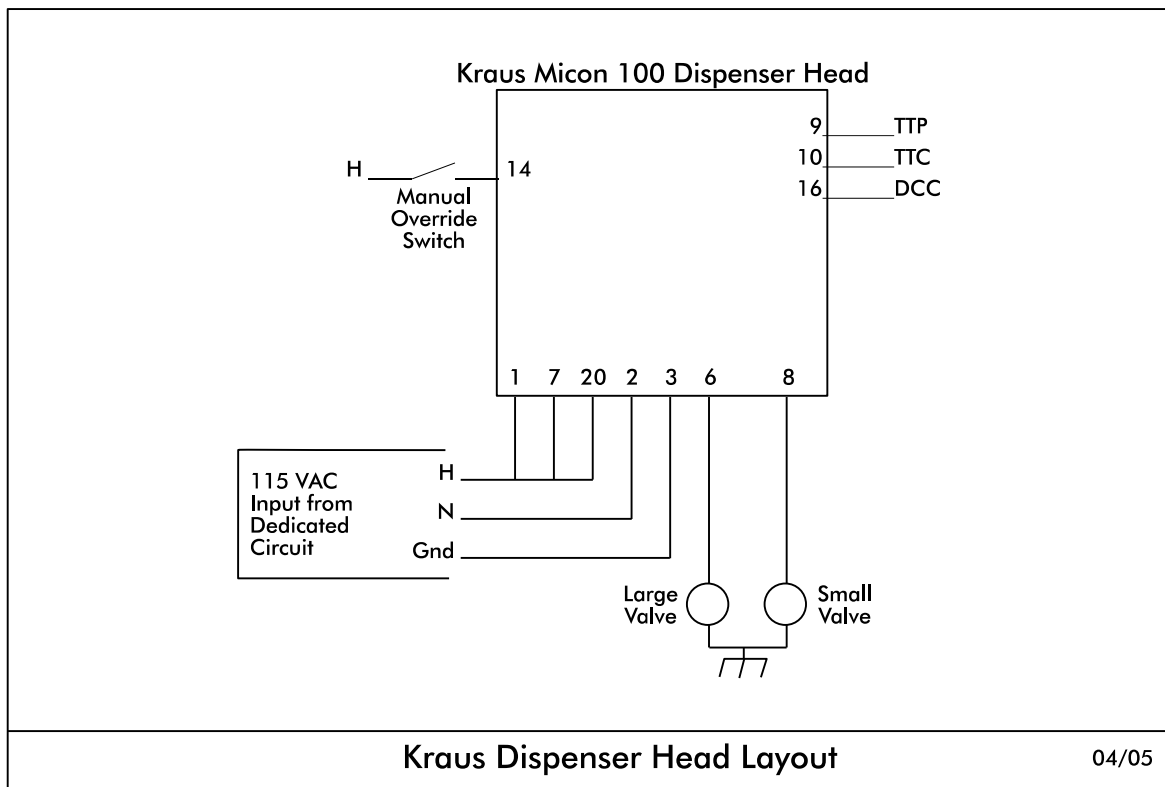 Kraus Micon 100 Dispenser Head
9 TTP
10 TTC
16 DCC
H 14
Manual
Override
Switch
1 7 20 2 3 6 8
115 VAC
Input from
Dedicated
Circuit
H
N
Gnd
Large
Valve
Small
Valve
Kraus Dispenser Head Layout 04/05